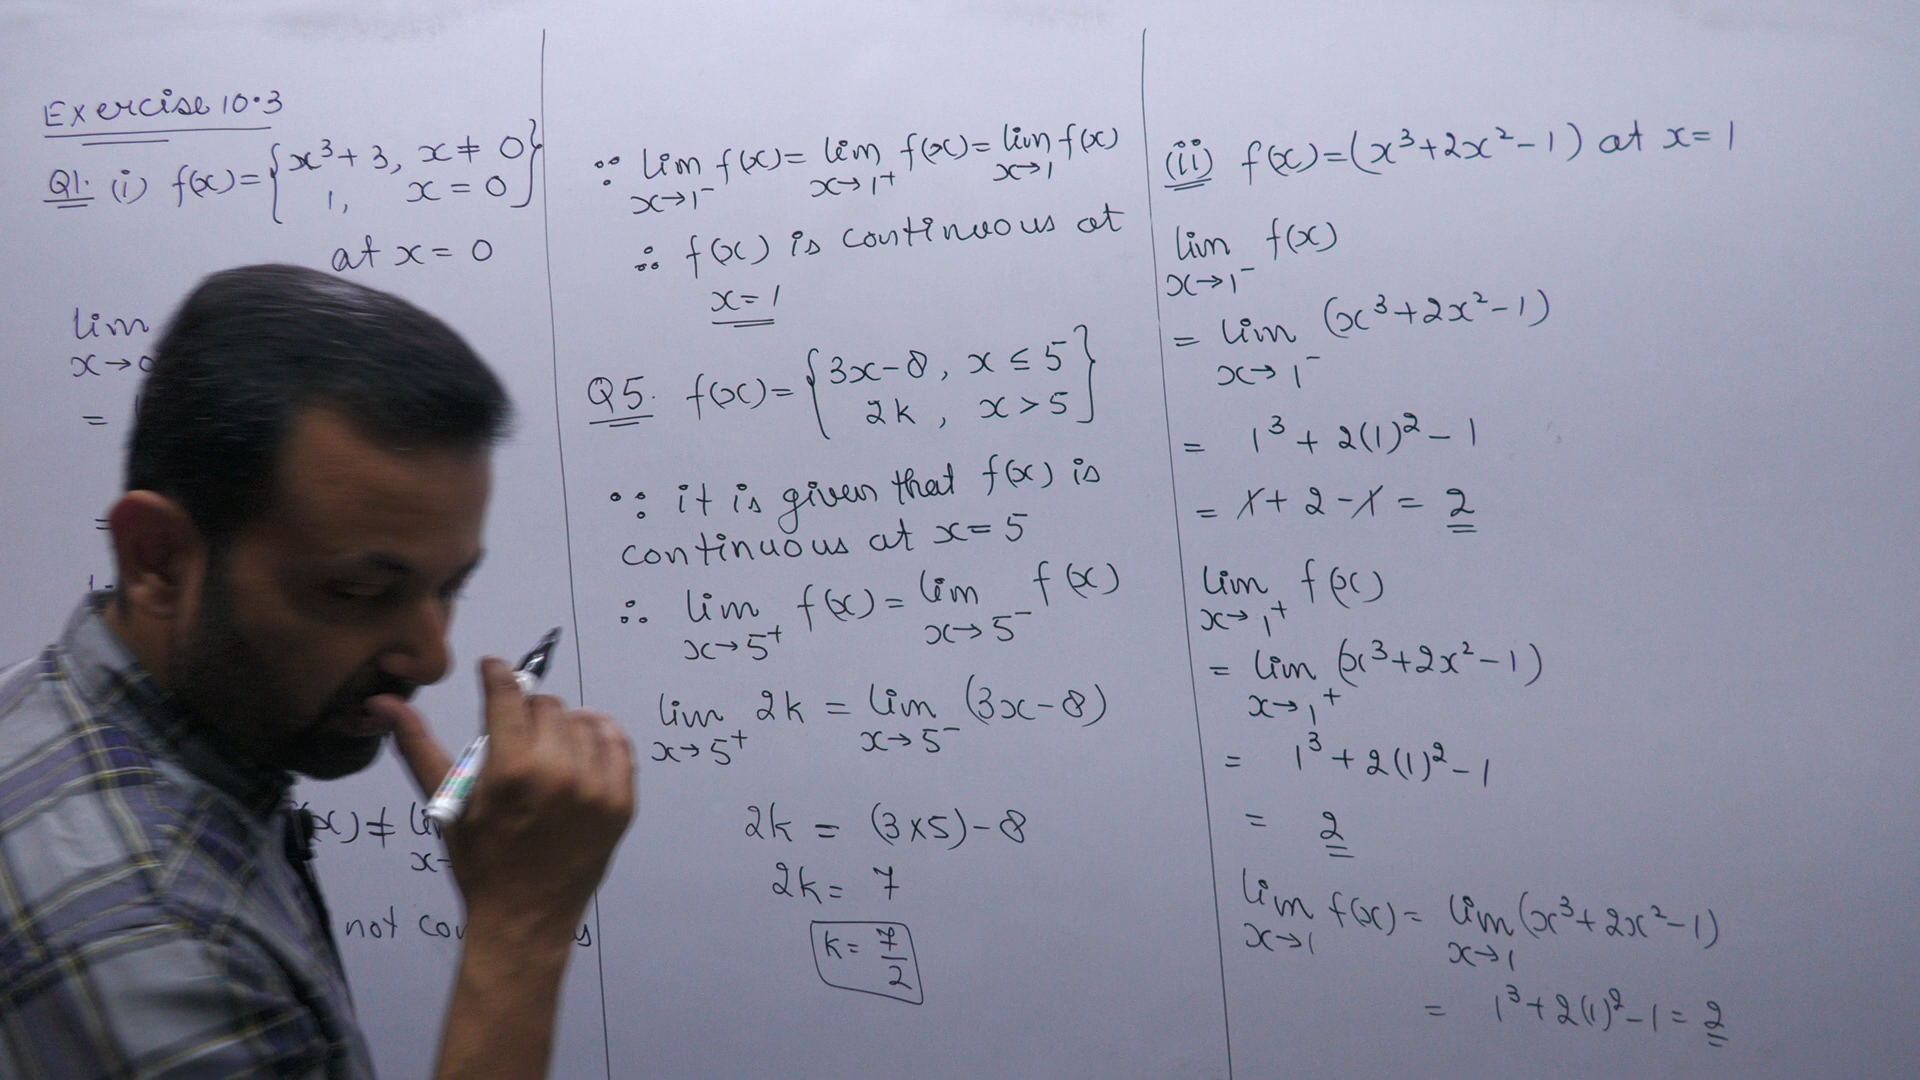 Exercise 10.3
Q1. (i) f(x)={x³+3, x≠0
1, x=0}
at x=0
lim
x→0
=
=
(x)≠
x→
not
∵ lim f(x)= lim f(x)= lim f(x)
x→1⁻ x→1⁺ x→1
∴ f(x) is continuous at
x=1
Q5. f(x)={3x-8, x≤5
2k, x>5}
∵ it is given that f(x) is
continuous at x=5
∴ lim f(x)= lim f(x)
x→5⁺ x→5⁻
lim 2k = lim (3x-8)
x→5⁺ x→5⁻
2k = (3×5)-8
2k = 7
k= 7/2
(ii) f(x)=(x³+2x²-1) at x=1
lim f(x)
x→1⁻
= lim (x³+2x²-1)
x→1⁻
= 1³+2(1)²-1
= 1+2-1 = 2
lim f(x)
x→1⁺
= lim (x³+2x²-1)
x→1⁺
= 1³+2(1)²-1
= 2
lim f(x)= lim (x³+2x²-1)
x→1 x→1
= 1³+2(1)²-1=2